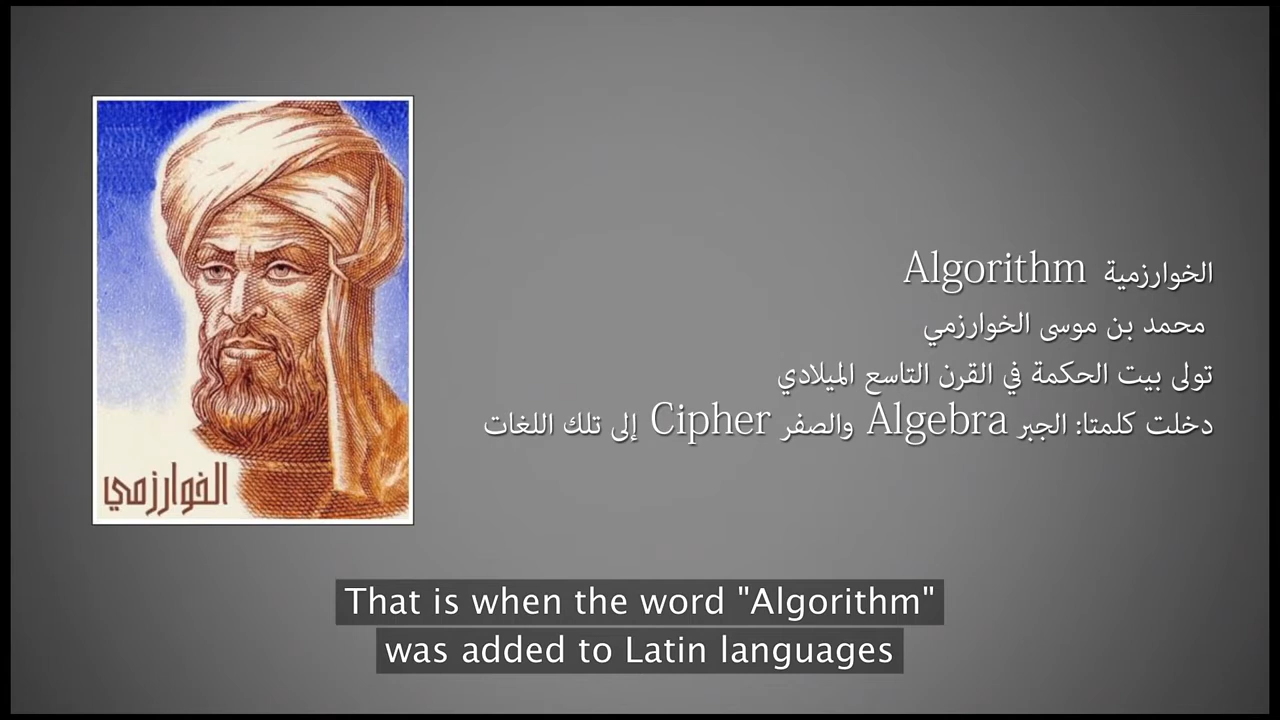 الخوارزمية Algorithm
محمد بن موسى الخوارزمي
تولى بيت الحكمة في القرن التاسع الميلادي
دخلت كلمتا: الجبر Algebra والصفر Cipher إلى تلك اللغات
الخوارزمي
That is when the word "Algorithm"
was added to Latin languages